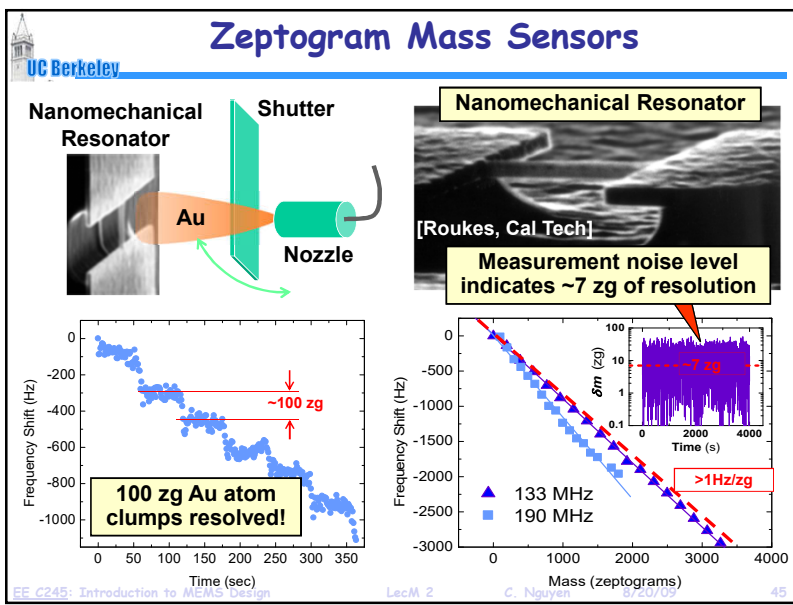 Zeptogram Mass Sensors
UC Berkeley
Nanomechanical
Resonator
Shutter
Au
Nozzle
Nanomechanical Resonator
[Roukes, Cal Tech]
Measurement noise level
indicates ~7 zg of resolution
Frequency Shift (Hz)
0
-200
-400
-600
-800
-1000
~100 zg
100 zg Au atom
clumps resolved!
0 50 100 150 200 250 300 350
Time (sec)
Frequency Shift (Hz)
0
-500
-1000
-1500
-2000
-2500
-3000
δm (zg)
100
10
1
0.1
~7 zg
0 2000 4000
Time (s)
>1Hz/zg
133 MHz
190 MHz
0 1000 2000 3000 4000
Mass (zeptograms)
EE C245: Introduction to MEMS Design LecM 2 C. Nguyen 8/20/09 45